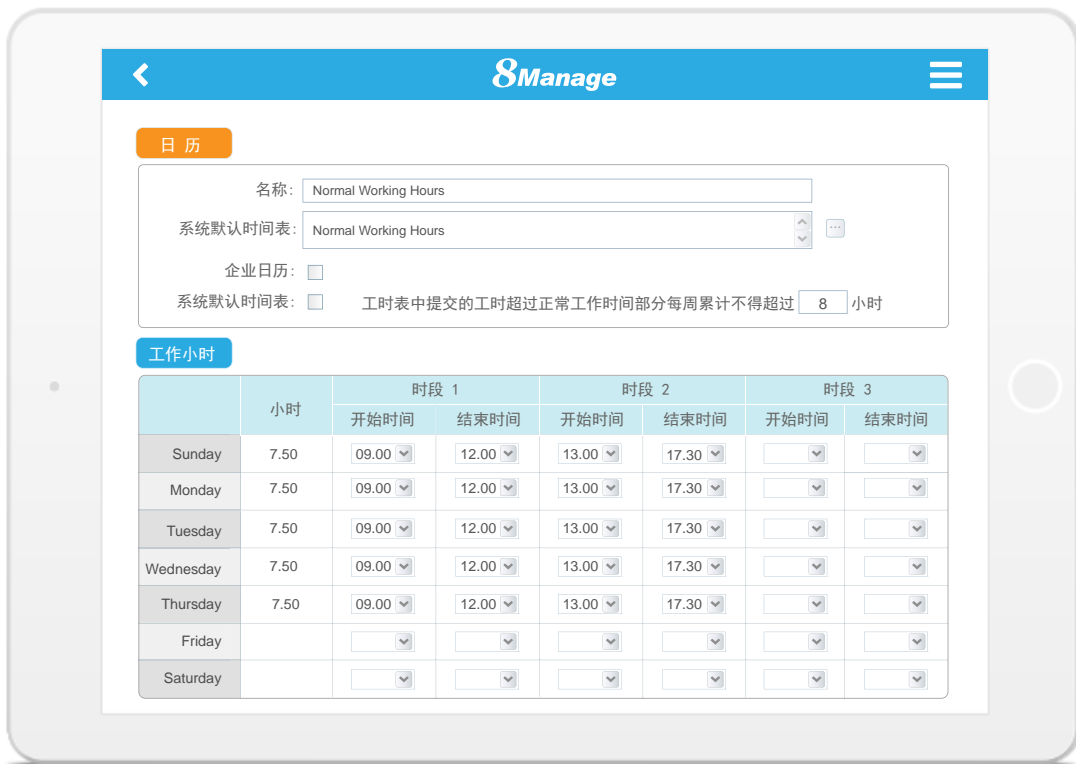 8Manage
日 历
名称: Normal Working Hours
系统默认时间表: Normal Working Hours
企业日历:
系统默认时间表: 工时表中提交的工时超过正常工作时间部分每周累计不得超过 8 小时
工作小时
小时 时段 1 时段 2 时段 3
开始时间 结束时间 开始时间 结束时间 开始时间 结束时间
Sunday 7.50 09.00 12.00 13.00 17.30
Monday 7.50 09.00 12.00 13.00 17.30
Tuesday 7.50 09.00 12.00 13.00 17.30
Wednesday 7.50 09.00 12.00 13.00 17.30
Thursday 7.50 09.00 12.00 13.00 17.30
Friday
Saturday